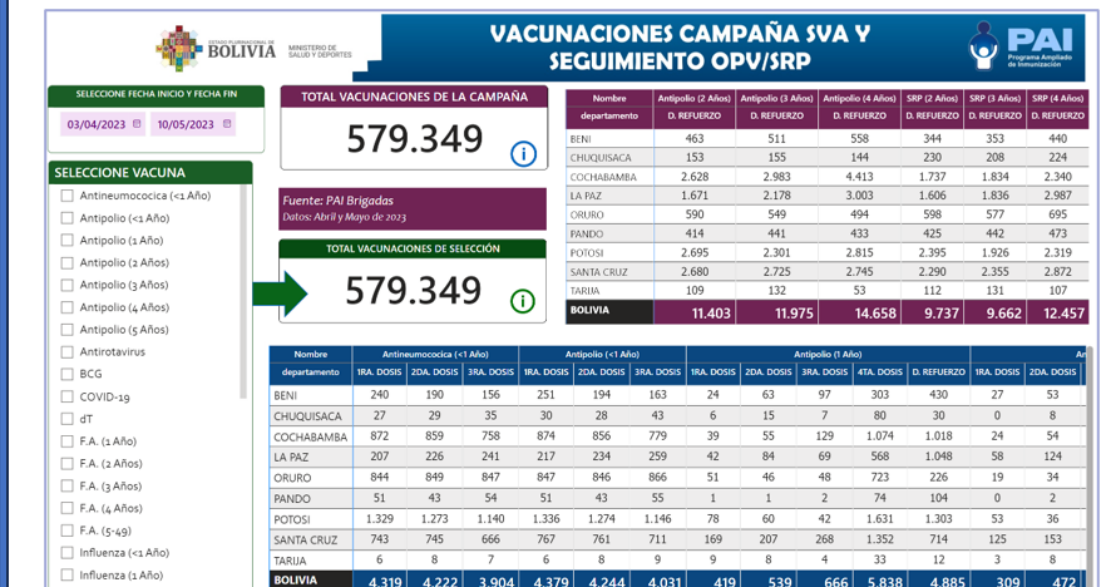 ESTADO PLURINACIONAL DE
BOLIVIA
MINISTERIO DE
SALUD Y DEPORTES
VACUNACIONES CAMPAÑA SVA Y
SEGUIMIENTO OPV/SRP
PAI
Programa Ampliado
de Inmunización
SELECCIONE FECHA INICIO Y FECHA FIN
03/04/2023 10/05/2023
SELECCIONE VACUNA
Antineumococica (<1 Año)
Antipolio (<1 Año)
Antipolio (1 Año)
Antipolio (2 Años)
Antipolio (3 Años)
Antipolio (4 Años)
Antipolio (5 Años)
Antirotavirus
BCG
COVID-19
dT
F.A. (1 Año)
F.A. (2 Años)
F.A. (3 Años)
F.A. (4 Años)
F.A. (5-49)
Influenza (<1 Año)
Influenza (1 Año)
TOTAL VACUNACIONES DE LA CAMPAÑA
579.349
i
Fuente: PAI Brigadas
Datos: Abril y Mayo de 2023
TOTAL VACUNACIONES DE SELECCIÓN
579.349
i
Nombre Antipolio (2 Años) Antipolio (3 Años) Antipolio (4 Años) SRP (2 Años) SRP (3 Años) SRP (4 Años)
departamento D. REFUERZO D. REFUERZO D. REFUERZO D. REFUERZO D. REFUERZO D. REFUERZO
BENI 463 511 558 344 353 440
CHUQUISACA 153 155 144 230 208 224
COCHABAMBA 2.628 2.983 4.413 1.737 1.834 2.340
LA PAZ 1.671 2.178 3.003 1.606 1.836 2.987
ORURO 590 549 494 598 577 695
PANDO 414 441 433 425 442 473
POTOSI 2.695 2.301 2.815 2.395 1.926 2.319
SANTA CRUZ 2.680 2.725 2.745 2.290 2.355 2.872
TARIJA 109 132 53 112 131 107
BOLIVIA 11.403 11.975 14.658 9.737 9.662 12.457
Nombre Antineumococica (<1 Año) Antipolio (<1 Año) Antipolio (1 Año) An
departamento 1RA. DOSIS 2DA. DOSIS 3RA. DOSIS 1RA. DOSIS 2DA. DOSIS 3RA. DOSIS 1RA. DOSIS 2DA. DOSIS 3RA. DOSIS 4TA. DOSIS D. REFUERZO 1RA. DOSIS 2DA. DOSIS
BENI 240 190 156 251 194 163 24 63 97 303 430 27 53
CHUQUISACA 27 29 35 30 28 43 6 15 7 80 30 0 8
COCHABAMBA 872 859 758 874 856 779 39 55 129 1.074 1.018 24 54
LA PAZ 207 226 241 217 234 259 42 84 69 568 1.048 58 124
ORURO 844 849 847 847 846 866 51 46 48 723 226 19 34
PANDO 51 43 54 51 43 55 1 1 2 74 104 0 2
POTOSI 1.329 1.273 1.140 1.336 1.274 1.146 78 60 42 1.631 1.303 53 36
SANTA CRUZ 743 745 666 767 761 711 169 207 268 1.352 714 125 153
TARIJA 6 8 7 6 8 9 9 8 4 33 12 3 8
BOLIVIA 4.319 4.222 3.904 4.379 4.244 4.031 419 539 666 5.838 4.885 309 472